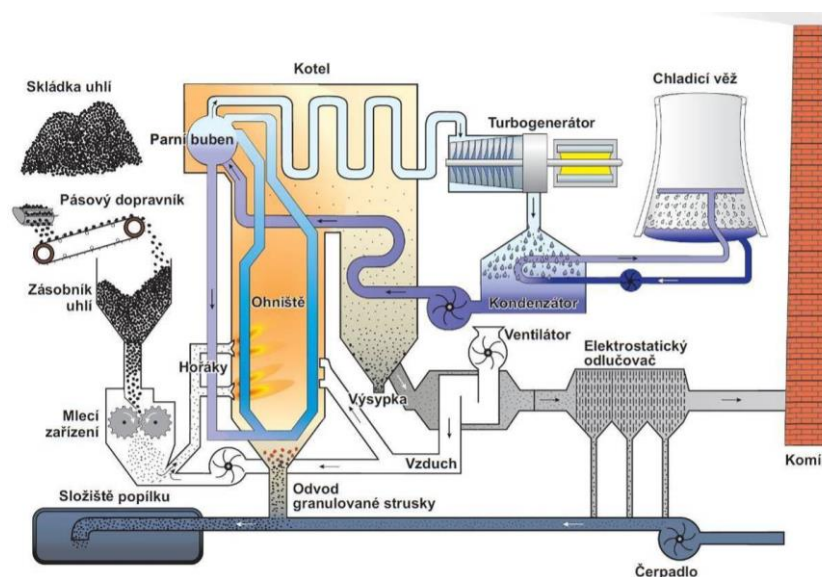 Kotel
Skládka uhlí
Chladicí věž
Turbogenerátor
Parní buben
Pásový dopravník
Zásobník
uhlí
Ohniště
Kondenzátor
Ventilátor
Elektrostatický
odlučovač
Hořáky
Výsypka
Mlecí
zařízení
Vzduch
Komí
Složiště popílku
Odvod
granulované strusky
Čerpadlo